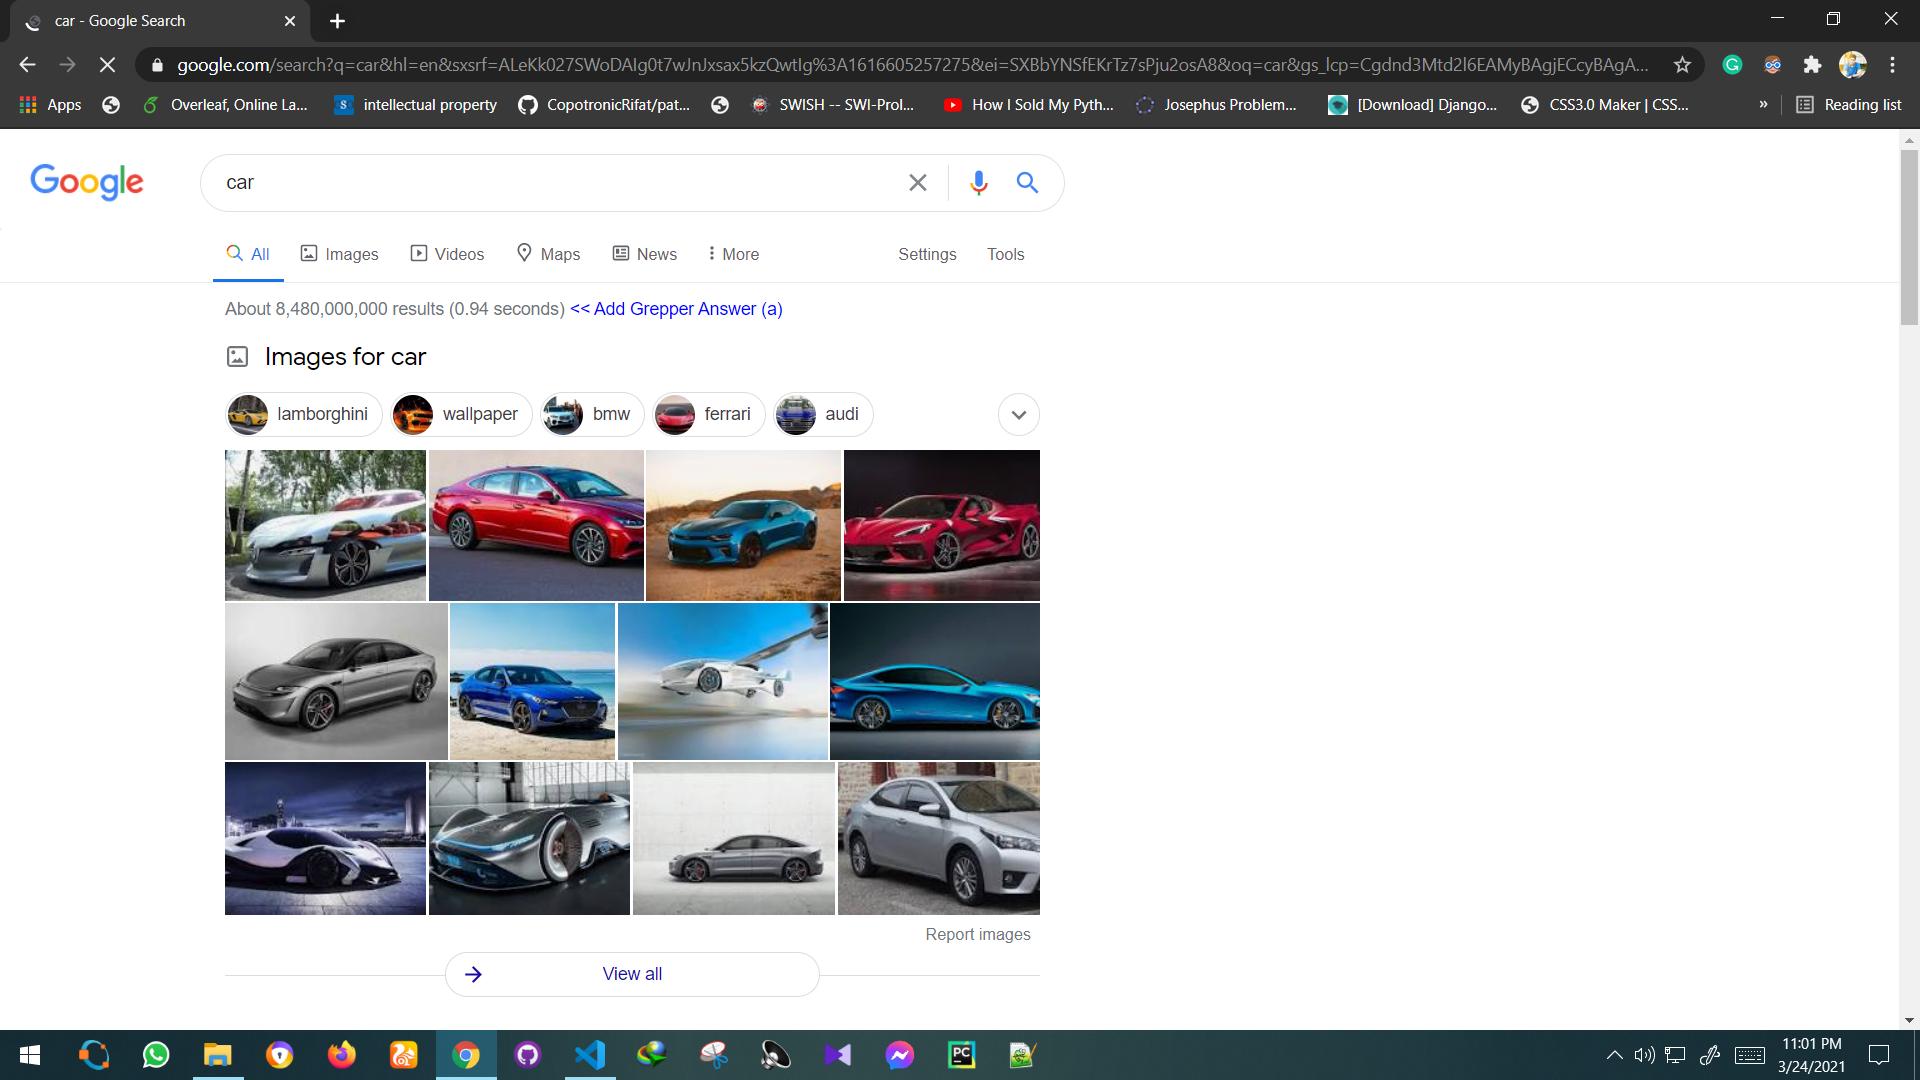 car - Google Search
google.com/search?q=car&hl=en&sxsrf=ALeKk027SWoDAlg0t7wJnJxsax5kzQwtIg%3A1616605257275&ei=SXBbYNSfEKrTz7sPju2osA8&oq=car&gs_lcp=Cgdnd3Mtd2l6EAMyBAgjECcyBAgA...
Apps Overleaf, Online La... intellectual property CopotronicRifat/pat... SWISH -- SWI-Prol... How I Sold My Pyth... Josephus Problem... [Download] Django... CSS3.0 Maker | CSS... » Reading list
Google car
All Images Videos Maps News More Settings Tools
About 8,480,000,000 results (0.94 seconds) << Add Grepper Answer (a)
Images for car
lamborghini wallpaper bmw ferrari audi
Report images
View all
11:01 PM
3/24/2021